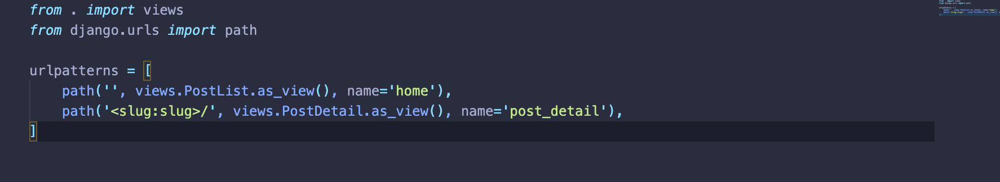 from . import views
from django.urls import path

urlpatterns = [
    path('', views.PostList.as_view(), name='home'),
    path('<slug:slug>/', views.PostDetail.as_view(), name='post_detail'),
]